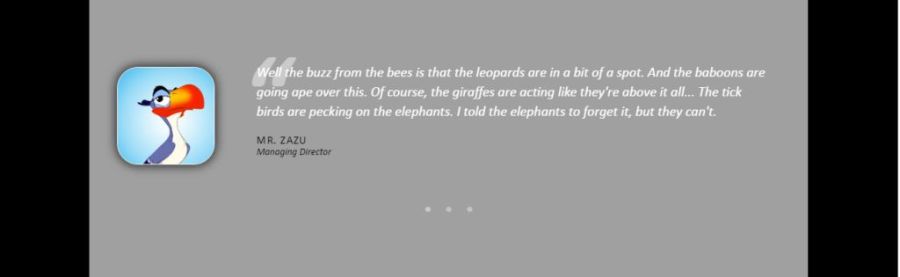 “
Well the buzz from the bees is that the leopards are in a bit of a spot. And the baboons are
going ape over this. Of course, the giraffes are acting like they're above it all... The tick
birds are pecking on the elephants. I told the elephants to forget it, but they can't.
MR. ZAZU
Managing Director